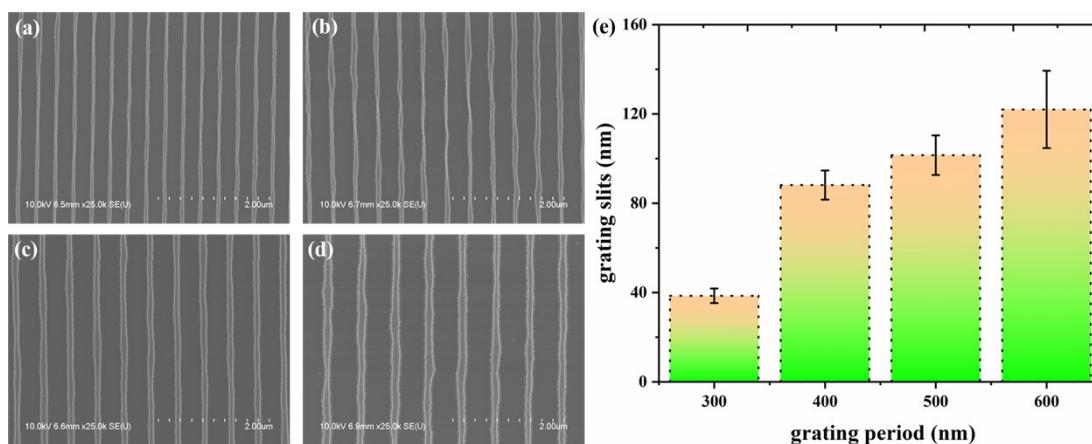 (a)
10.0kV 6.5mm x25.0k SE(U)
2.00um
(b)
10.0kV 6.7mm x25.0k SE(U)
2.00um
(c)
10.0kV 6.6mm x25.0k SE(U)
2.00um
(d)
10.0kV 6.9mm x25.0k SE(U)
2.00um
(e)
grating slits (nm)
160
120
80
40
0
300 400 500 600
grating period (nm)